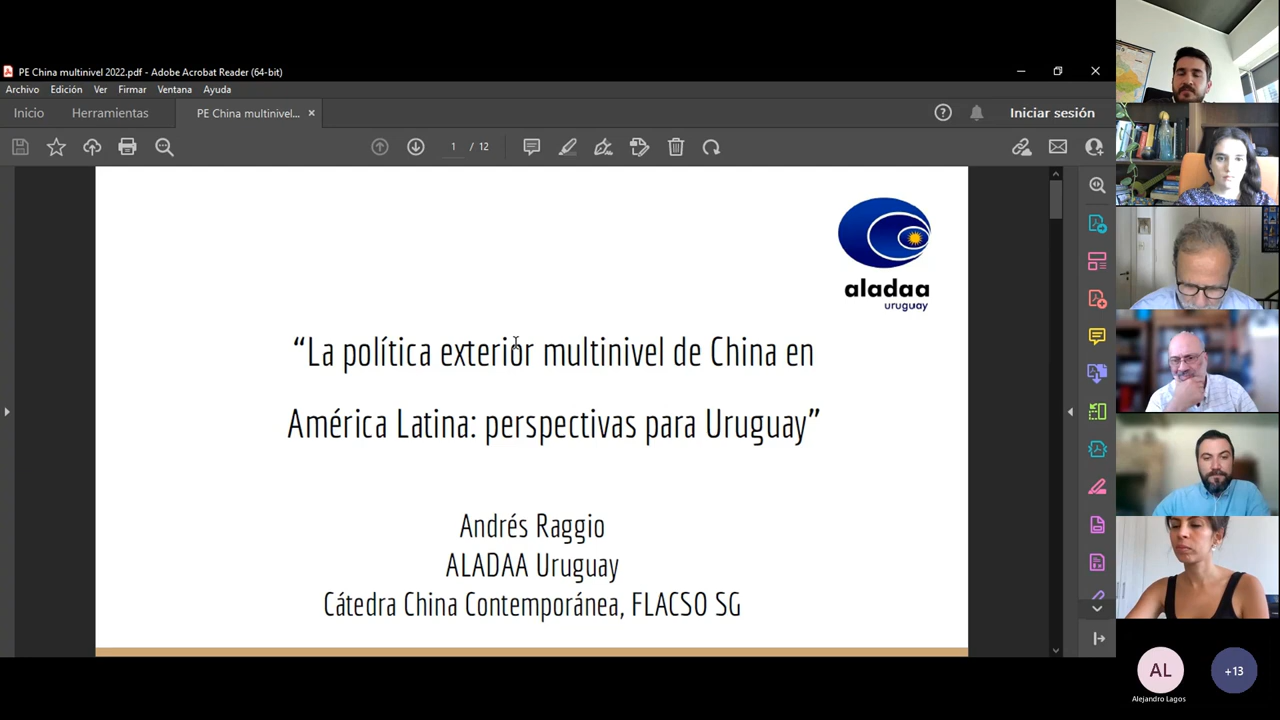 PE China multinivel 2022.pdf - Adobe Acrobat Reader (64-bit)
Archivo Edición Ver Firmar Ventana Ayuda
Inicio Herramientas PE China multinivel... × Iniciar sesión
1 / 12
aladaa
uruguay
“La política exterior multinivel de China en
América Latina: perspectivas para Uruguay”
Andrés Raggio
ALADAA Uruguay
Cátedra China Contemporánea, FLACSO SG
AL
+13
Alejandro Lagos